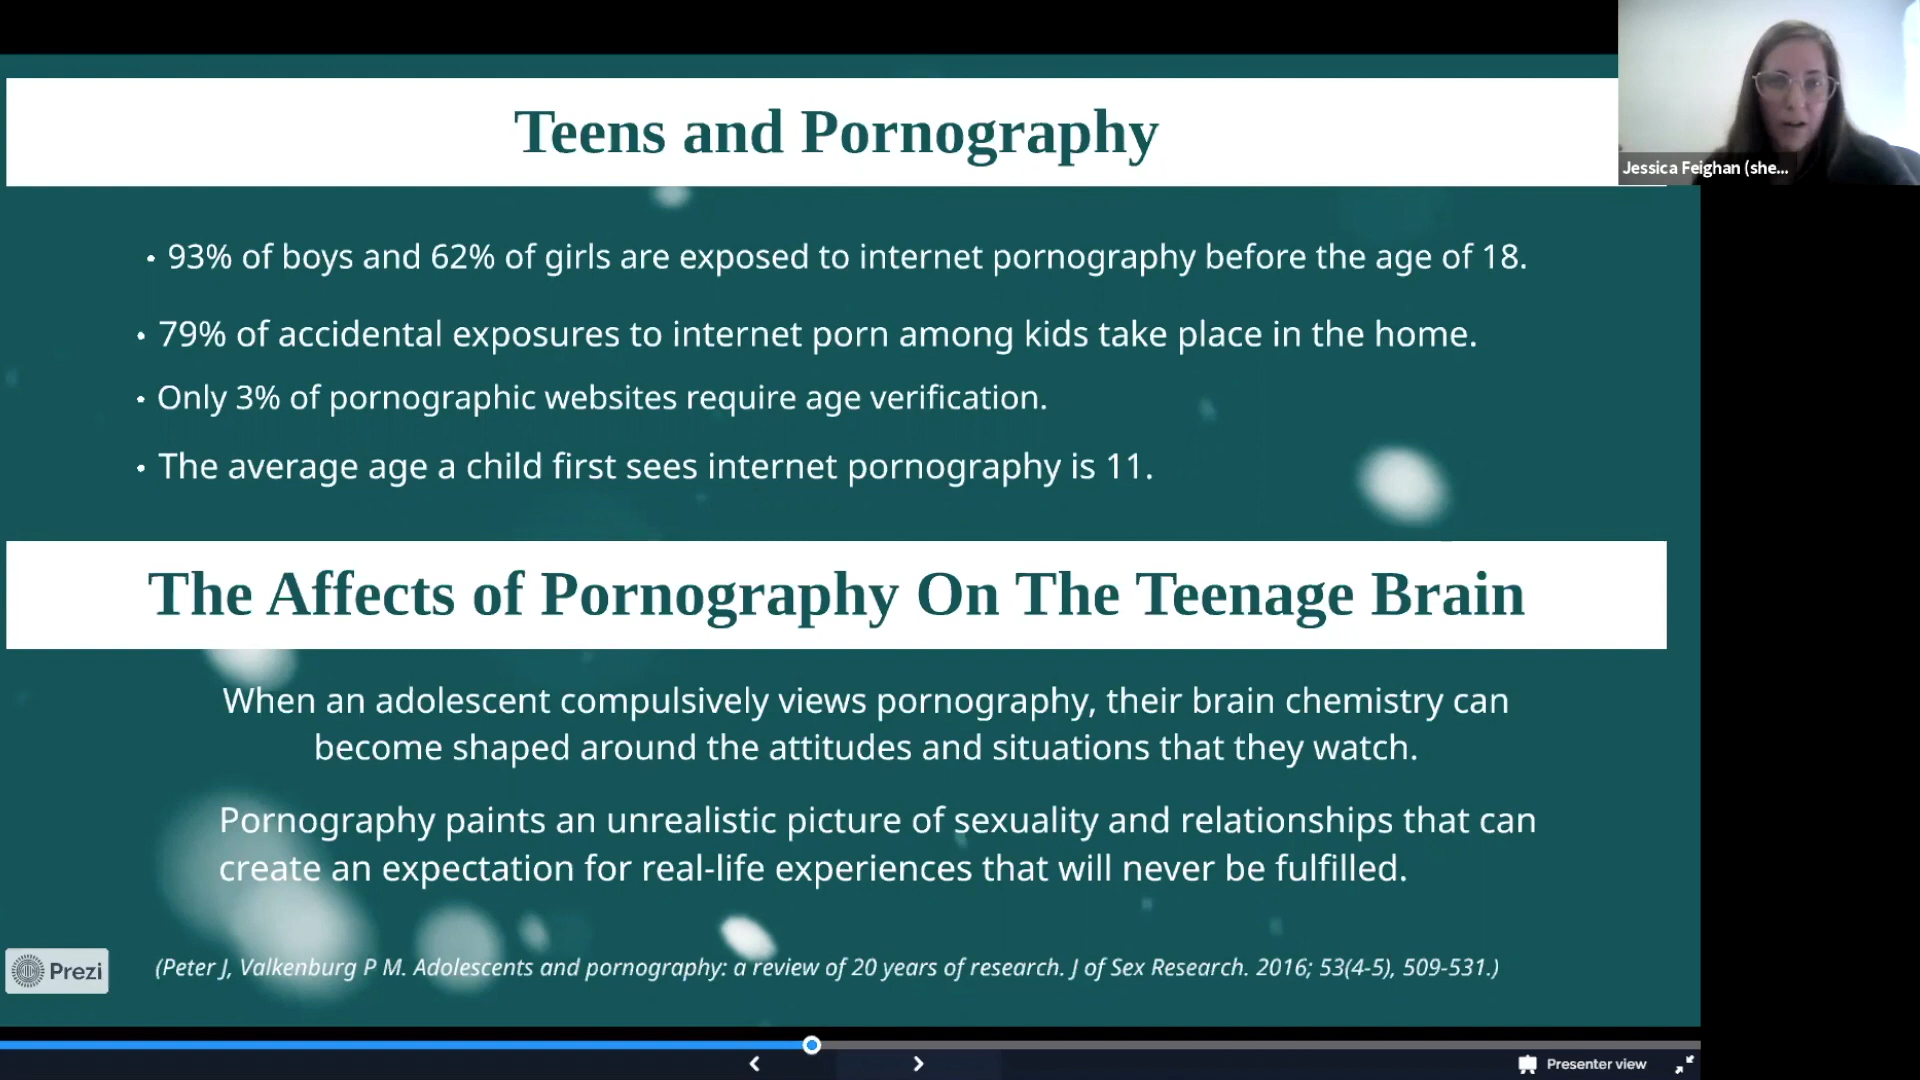 Teens and Pornography
Jessica Feighan (she...
• 93% of boys and 62% of girls are exposed to internet pornography before the age of 18.
• 79% of accidental exposures to internet porn among kids take place in the home.
• Only 3% of pornographic websites require age verification.
• The average age a child first sees internet pornography is 11.
The Affects of Pornography On The Teenage Brain
When an adolescent compulsively views pornography, their brain chemistry can
become shaped around the attitudes and situations that they watch.
Pornography paints an unrealistic picture of sexuality and relationships that can
create an expectation for real-life experiences that will never be fulfilled.
Prezi
(Peter J, Valkenburg P M. Adolescents and pornography: a review of 20 years of research. J of Sex Research. 2016; 53(4-5), 509-531.)
Presenter view